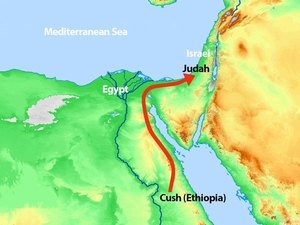 Mediterranean Sea
Israel
Judah
Egypt
Cush (Ethiopia)